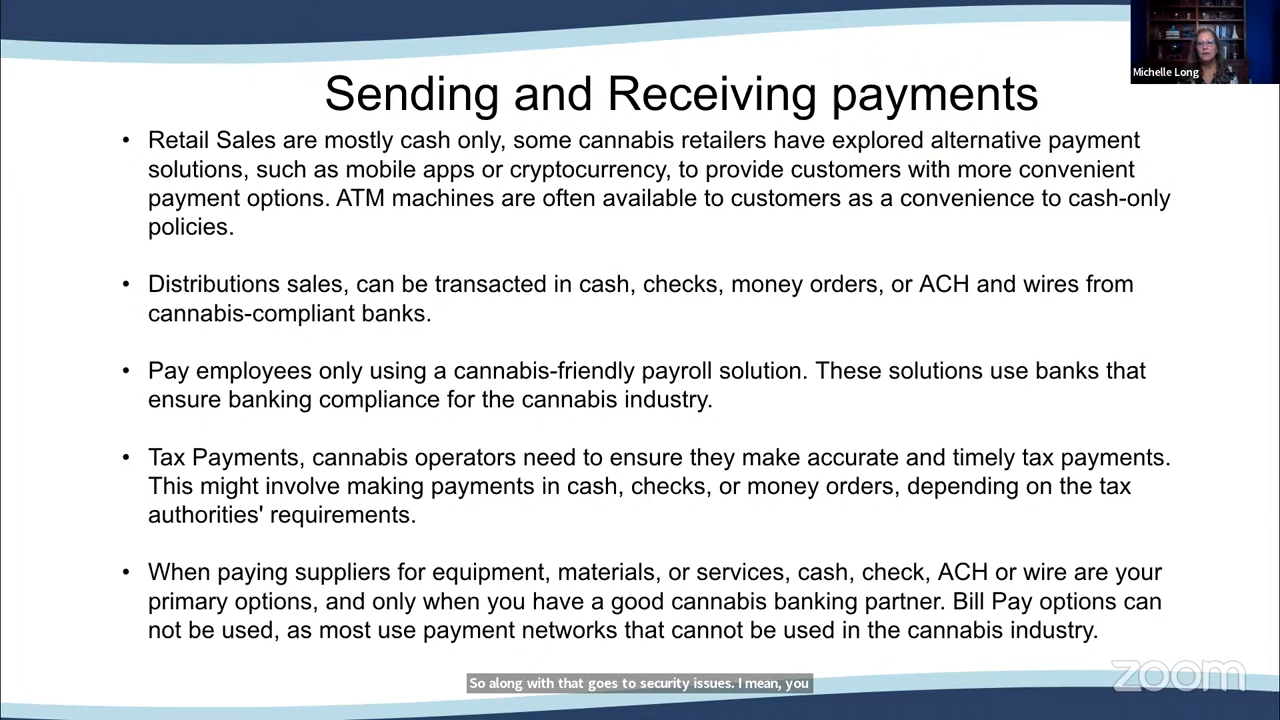 Michelle Long
Sending and Receiving payments
• Retail Sales are mostly cash only, some cannabis retailers have explored alternative payment
solutions, such as mobile apps or cryptocurrency, to provide customers with more convenient
payment options. ATM machines are often available to customers as a convenience to cash-only
policies.
• Distributions sales, can be transacted in cash, checks, money orders, or ACH and wires from
cannabis-compliant banks.
• Pay employees only using a cannabis-friendly payroll solution. These solutions use banks that
ensure banking compliance for the cannabis industry.
• Tax Payments, cannabis operators need to ensure they make accurate and timely tax payments.
This might involve making payments in cash, checks, or money orders, depending on the tax
authorities' requirements.
• When paying suppliers for equipment, materials, or services, cash, check, ACH or wire are your
primary options, and only when you have a good cannabis banking partner. Bill Pay options can
not be used, as most use payment networks that cannot be used in the cannabis industry.
So along with that goes to security issues. I mean, you
zoom